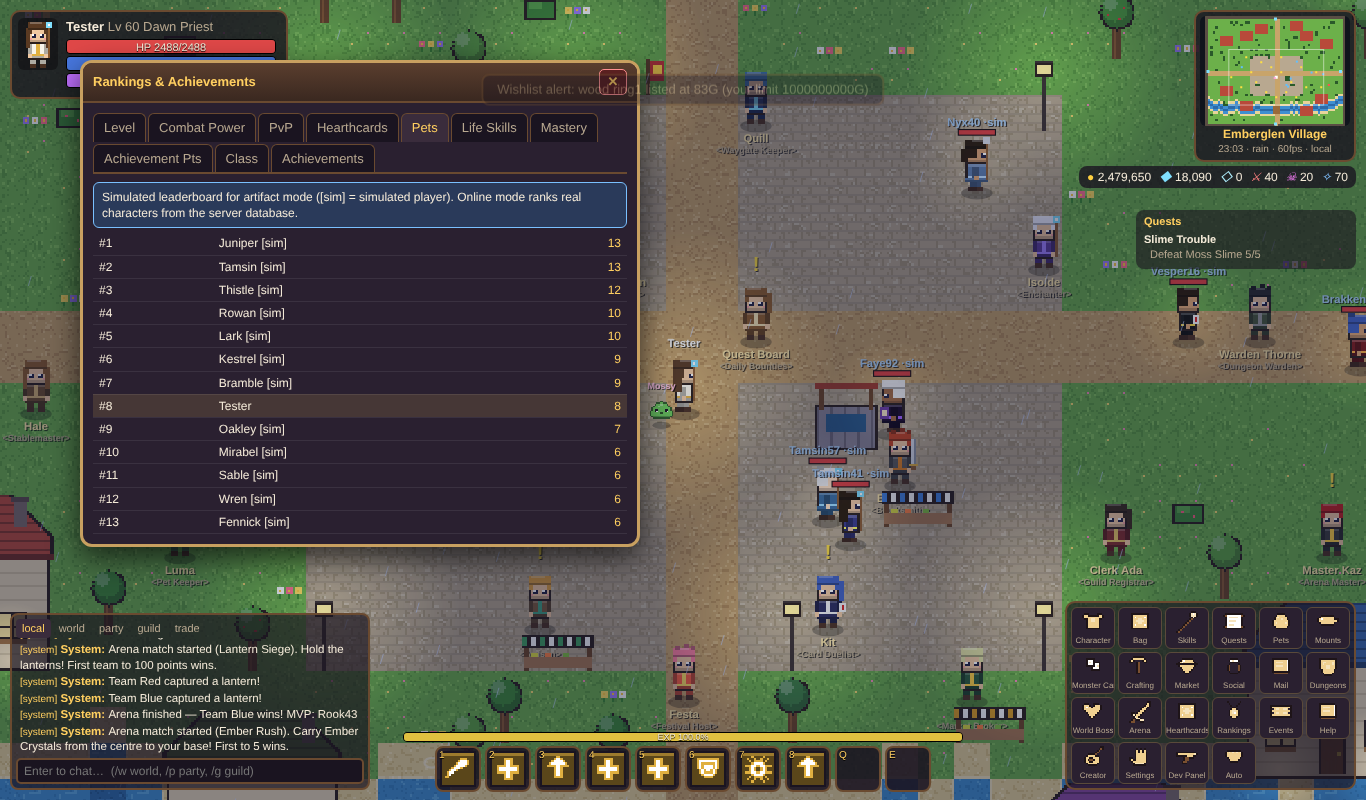 Tester Lv 60 Dawn Priest
HP 2488/2488
Rankings & Achievements
✕
Wishlist alert: wood ring1 listed at 83G (your limit 1000000000G)
Level
Combat Power
PvP
Hearthcards
Pets
Life Skills
Mastery
Achievement Pts
Class
Achievements
Simulated leaderboard for artifact mode ([sim] = simulated player). Online mode ranks real
characters from the server database.
#1 Juniper [sim] 13
#2 Tamsin [sim] 13
#3 Thistle [sim] 12
#4 Rowan [sim] 10
#5 Lark [sim] 10
#6 Kestrel [sim] 9
#7 Bramble [sim] 9
#8 Tester 8
#9 Oakley [sim] 7
#10 Mirabel [sim] 6
#11 Sable [sim] 6
#12 Wren [sim] 6
#13 Fennick [sim] 6
Emberglen Village
23:03 · rain · 60fps · local
2,479,650 18,090 0 40 20 70
Quests
Slime Trouble
Defeat Moss Slime 5/5
Quill
<Waygate Keeper>
Nyx40 ·sim
Isolde
<Enchanter>
Vesper16 ·sim
Brakken
Warden Thorne
<Dungeon Warden>
!
Quest Board
<Daily Bounties>
Tester
Mossy
Faye92 ·sim
Tamsin57 ·sim
Tamsin41 ·sim
Hale
<Stablemaster>
Luma
<Pet Keeper>
!
Clerk Ada
<Guild Registrar>
!
Master Kaz
<Arena Master>
!
Kit
<Card Duelist>
Festa
<Festival Host>
local world party guild trade
[system] System: Arena match started (Lantern Siege). Hold the
lanterns! First team to 100 points wins.
[system] System: Team Red captured a lantern!
[system] System: Team Blue captured a lantern!
[system] System: Arena finished — Team Blue wins! MVP: Rook43
[system] System: Arena match started (Ember Rush). Carry Ember
Crystals from the centre to your base! First to 5 wins.
Enter to chat… (/w world, /p party, /g guild)
EXP 100.0%
1 2 3 4 5 6 7 8 Q E
Character Bag Skills Quests Pets Mounts
Monster Ca Crafting Market Social Mail Dungeons
World Boss Arena Hearthcards Rankings Events Help
Creator Settings Dev Panel Auto